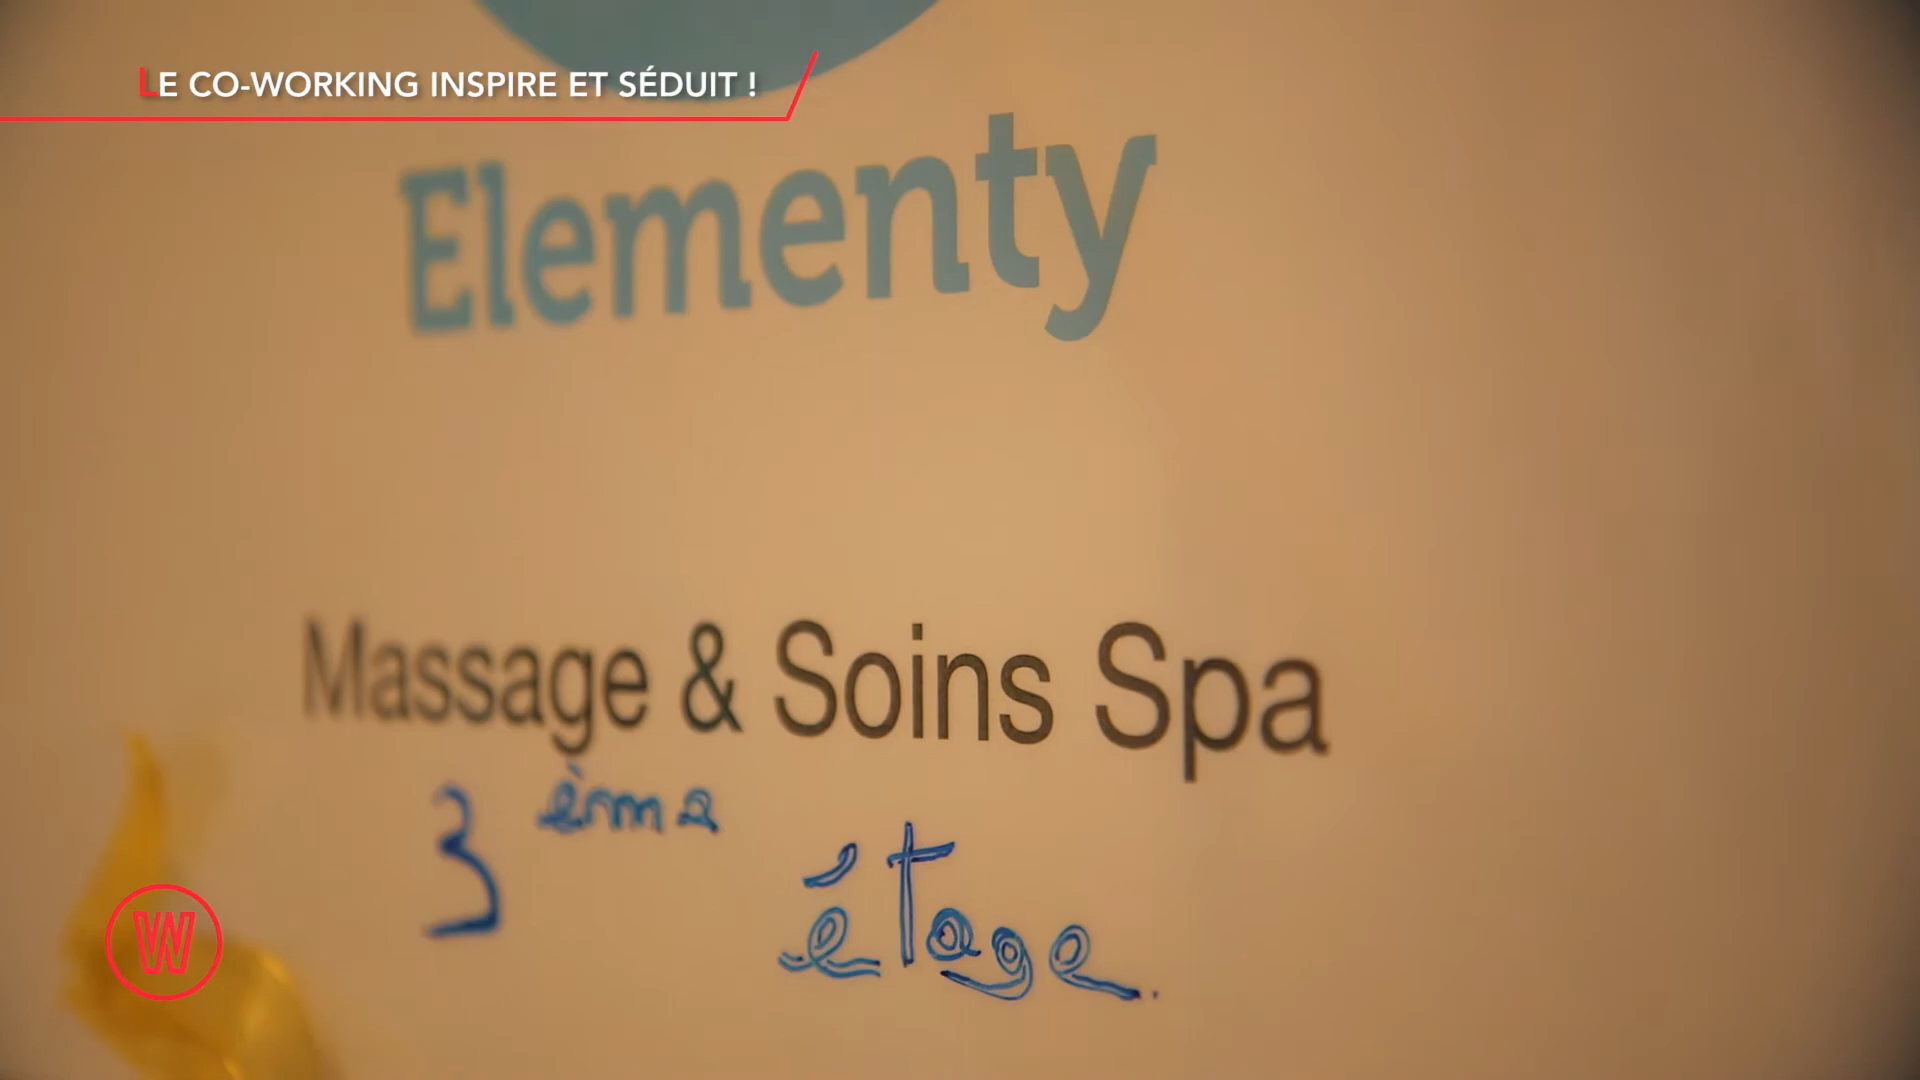 LE CO-WORKING INSPIRE ET SÉDUIT !
Elementy
Massage & Soins Spa
3 ème
étage.
W